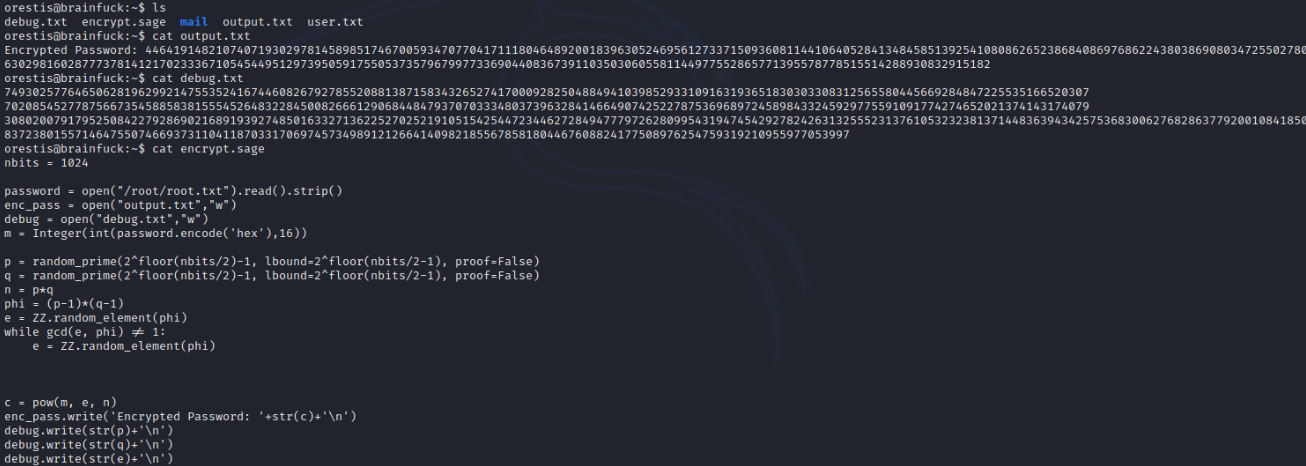 orestis@brainfuck:~$ ls
debug.txt encrypt.sage mail output.txt user.txt
orestis@brainfuck:~$ cat output.txt
Encrypted Password: 44641914821074071930297814589851746700593470770417111804648920018396305246956127337150936081144106405284134845851392541080862652386840869768622438038690803472550278
63029816028777378141217023336710545449512973950591755053735796799773369044083673911035030605581144977552865771395578778515514288930832915182
orestis@brainfuck:~$ cat debug.txt
7493025776465062819629921475535241674460826792785520881387158343265274170009282504884941039852933109163193651830303308312565580445669284847225535166520307
7020854527787566735458858381555452648322845008266612906844847937070333480373963284146649074252278753696897245898433245929775591091774274652021374143174079
30802007917952508422792869021689193927485016332713622527025219105154254472344627284947779726280995431947454292782426313255523137610532323813714483639434257536830062768286377920010841850
837238015571464755074669373110411870331706974573498912126641409821855678581804467608824177508976254759319210955977053997
orestis@brainfuck:~$ cat encrypt.sage
nbits = 1024
password = open("/root/root.txt").read().strip()
enc_pass = open("output.txt","w")
debug = open("debug.txt","w")
m = Integer(int(password.encode('hex'),16))
p = random_prime(2^floor(nbits/2)-1, lbound=2^floor(nbits/2-1), proof=False)
q = random_prime(2^floor(nbits/2)-1, lbound=2^floor(nbits/2-1), proof=False)
n = p*q
phi = (p-1)*(q-1)
e = ZZ.random_element(phi)
while gcd(e, phi) != 1:
    e = ZZ.random_element(phi)
c = pow(m, e, n)
enc_pass.write('Encrypted Password: '+str(c)+'\n')
debug.write(str(p)+'\n')
debug.write(str(q)+'\n')
debug.write(str(e)+'\n')